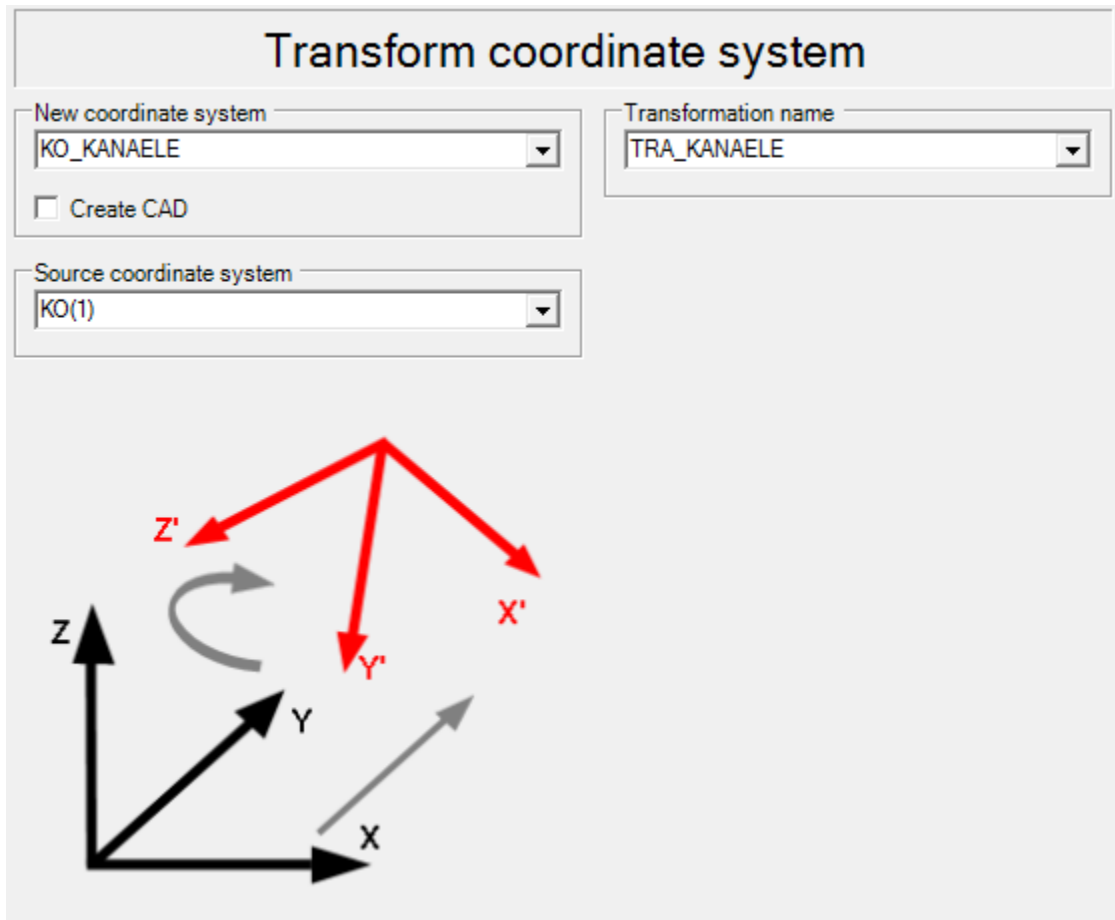 Transform coordinate system
New coordinate system
KO_KANAELE
Create CAD
Transformation name
TRA_KANAELE
Source coordinate system
KO(1)
Z'
X'
Z
Y'
Y
X